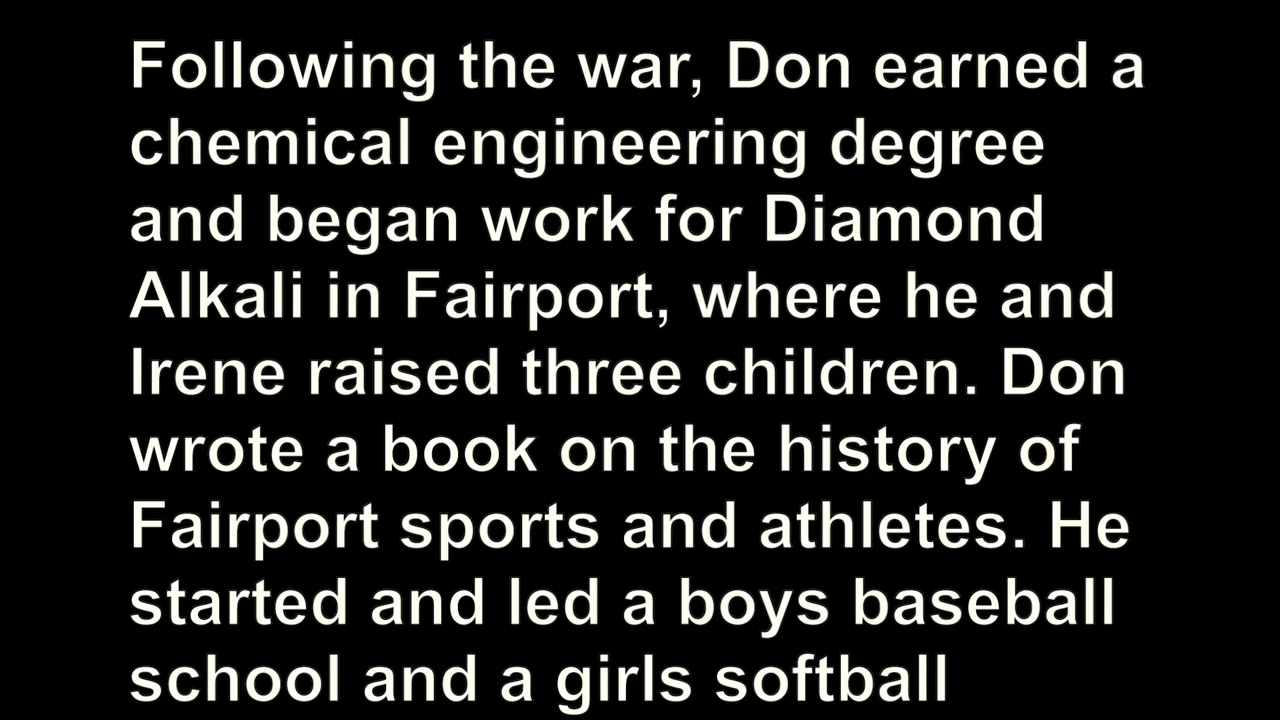 Following the war, Don earned a
chemical engineering degree
and began work for Diamond
Alkali in Fairport, where he and
Irene raised three children. Don
wrote a book on the history of
Fairport sports and athletes. He
started and led a boys baseball
school and a girls softball